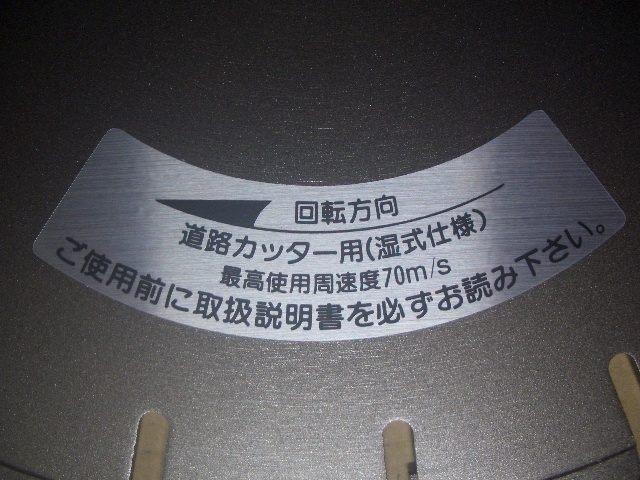 回転方向
道路カッター用(湿式仕様)
最高使用周速度70m/s
ご使用前に取扱説明書を必ずお読み下さい。